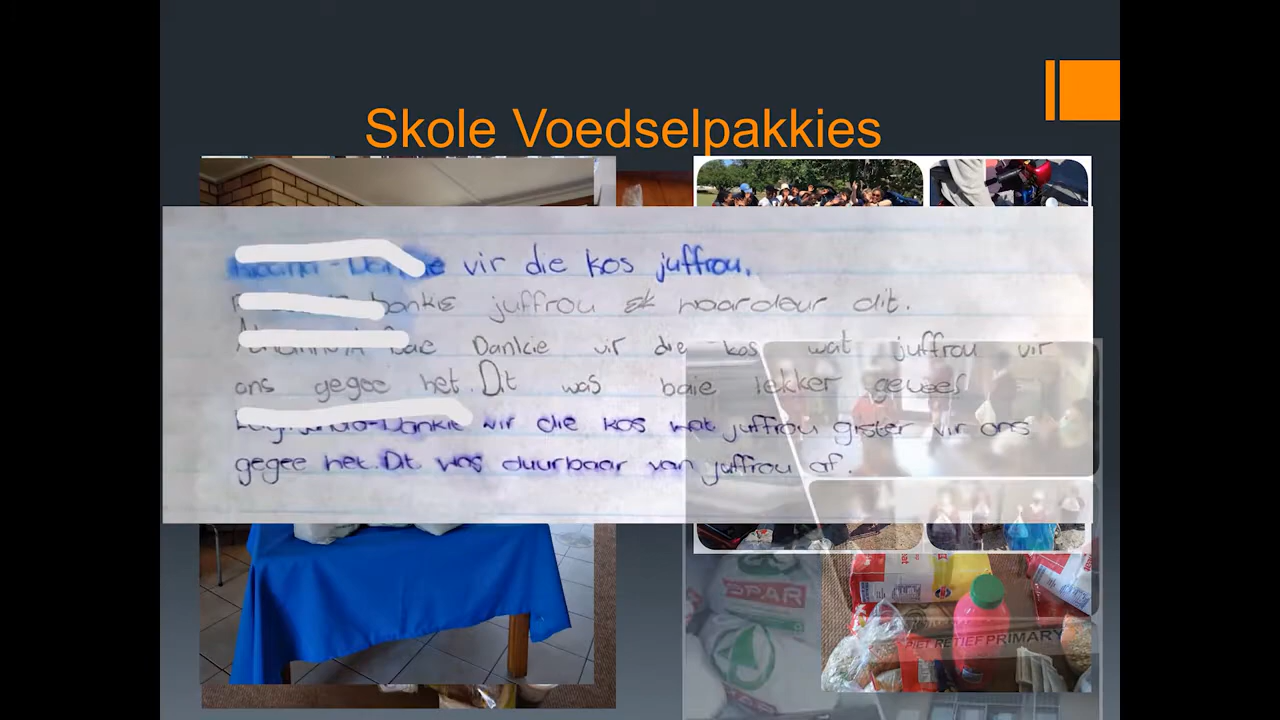 Skole Voedselpakkies
vir die kos juffrou.
juffrou Ek waardeur dit.
Baie Dankie vir die kos wat juffrou vir
ons gegee het. Dit was baie lekker gewees
Dankie vir die kos wat juffrou gister vir ons
gegee het. Dit was duurbaar van juffrou af.
SPAR
PIET RETIEF PRIMARY